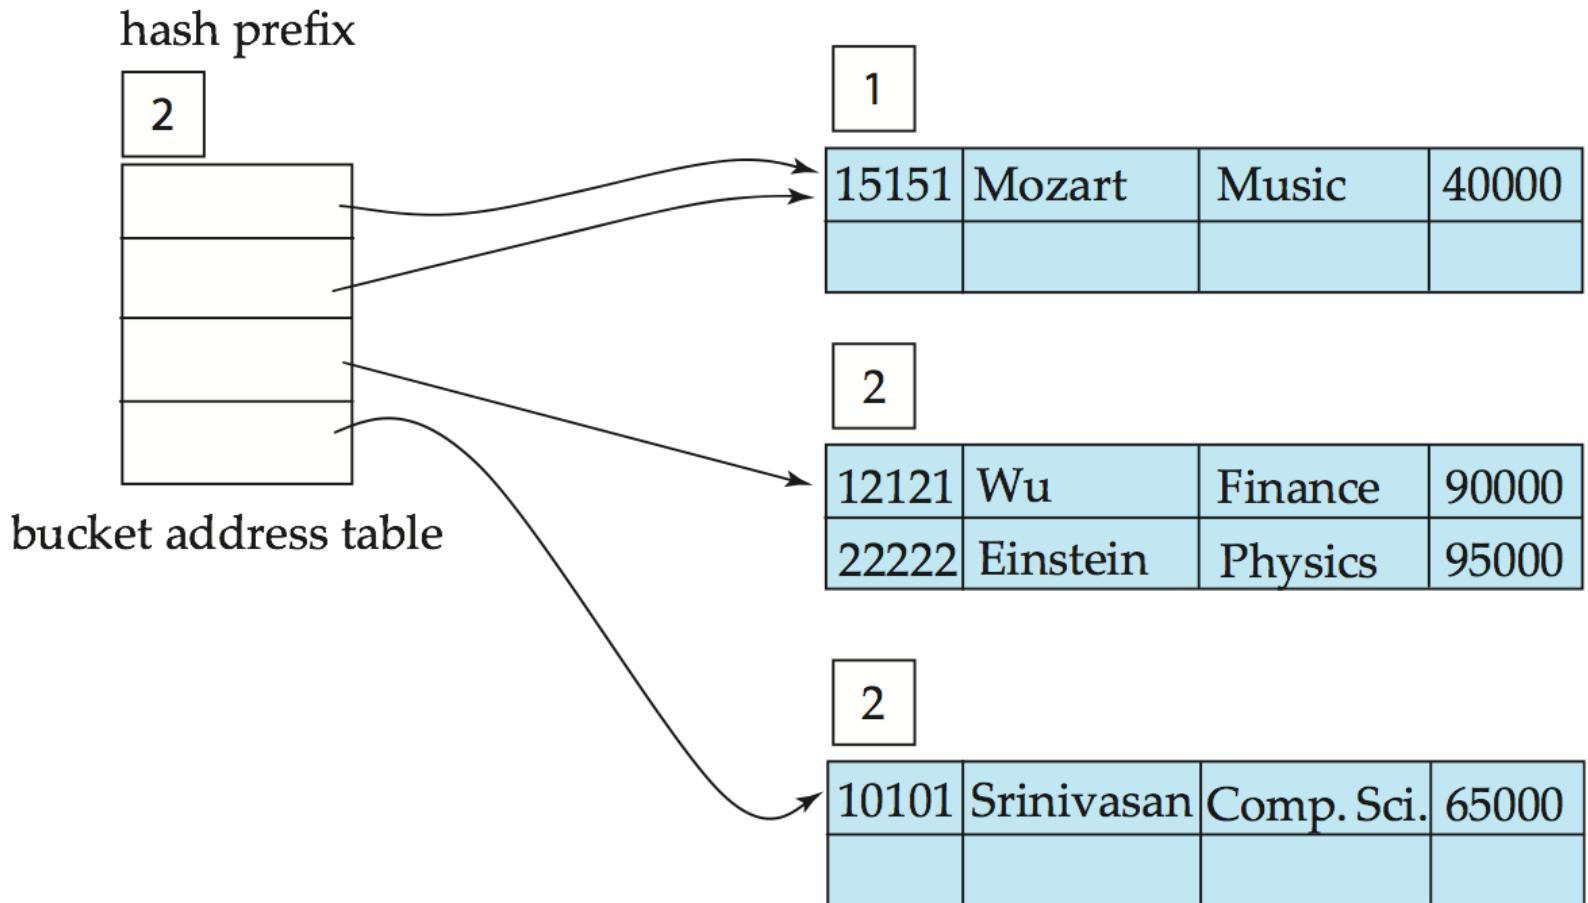 hash prefix
2
bucket address table
1
15151 Mozart Music 40000
2
12121 Wu Finance 90000
22222 Einstein Physics 95000
2
10101 Srinivasan Comp. Sci. 65000